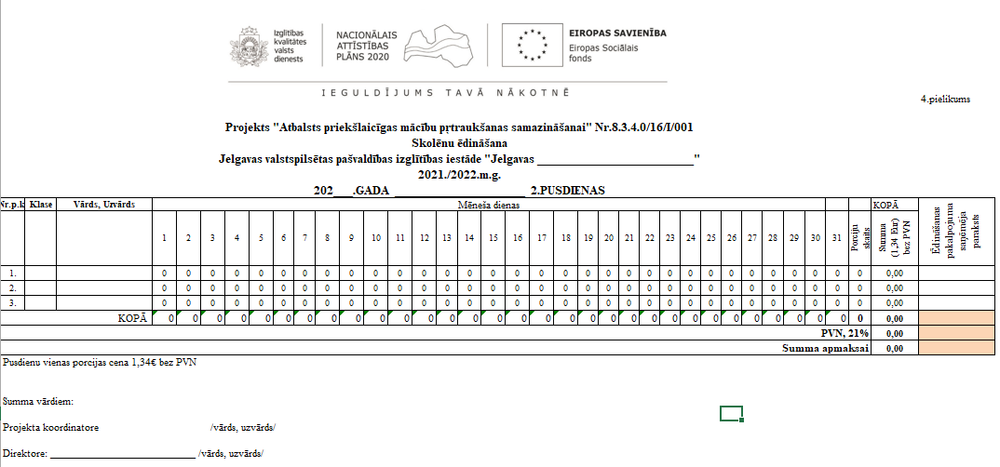 Izglītības
kvalitātes
valsts
dienests
NACIONĀLAIS
ATTĪSTĪBAS
PLĀNS 2020
EIROPAS SAVIENĪBA
Eiropas Sociālais
fonds
IEGULDĪJUMS TAVĀ NĀKOTNĒ
4.pielikums
Projekts "Atbalsts priekšlaicīgas mācību pṛtraukšanas samazināšanai" Nr.8.3.4.0/16/I/001
Skolēnu ēdināšana
Jelgavas valstspilsētas pašvaldības izglītības iestāde "Jelgavas ___________________________"
2021./2022.m.g.
202___.GADA ______________________ 2.PUSDIENAS
Nr.p.k Klase Vārds, Uzvārds Mēneša dienas KOPĀ
1 2 3 4 5 6 7 8 9 10 11 12 13 14 15 16 17 18 19 20 21 22 23 24 25 26 27 28 29 30 31
Porciju
skaits
Summa
(1,34 Eur)
bez PVN
Ēdināšanas
pakalpojuma
saņēmēja
paraksts
1. 0 0 0 0 0 0 0 0 0 0 0 0 0 0 0 0 0 0 0 0 0 0 0 0 0 0 0 0 0 0 0 0 0,00
2. 0 0 0 0 0 0 0 0 0 0 0 0 0 0 0 0 0 0 0 0 0 0 0 0 0 0 0 0 0 0 0 0 0,00
3. 0 0 0 0 0 0 0 0 0 0 0 0 0 0 0 0 0 0 0 0 0 0 0 0 0 0 0 0 0 0 0 0 0,00
KOPĀ 0 0 0 0 0 0 0 0 0 0 0 0 0 0 0 0 0 0 0 0 0 0 0 0 0 0 0 0 0 0 0 0 0,00
PVN, 21% 0,00
Summa apmaksai 0,00
Pusdienu vienas porcijas cena 1,34€ bez PVN
Summa vārdiem:
Projekta koordinatore /vārds, uzvārds/
Direktore: __________________________ /vārds, uzvārds/